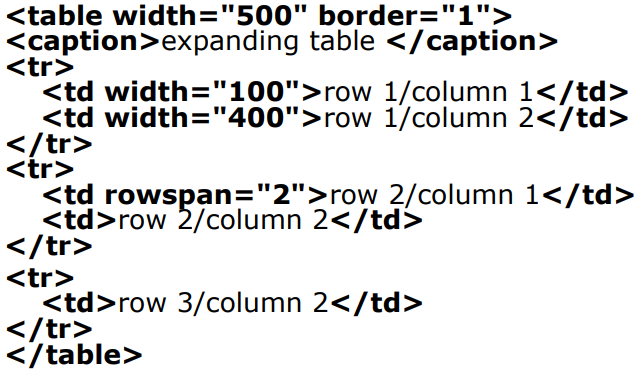 <table width="500" border="1">
<caption>expanding table </caption>
<tr>
<td width="100">row 1/column 1</td>
<td width="400">row 1/column 2</td>
</tr>
<tr>
<td rowspan="2">row 2/column 1</td>
<td>row 2/column 2</td>
</tr>
<tr>
<td>row 3/column 2</td>
</tr>
</table>